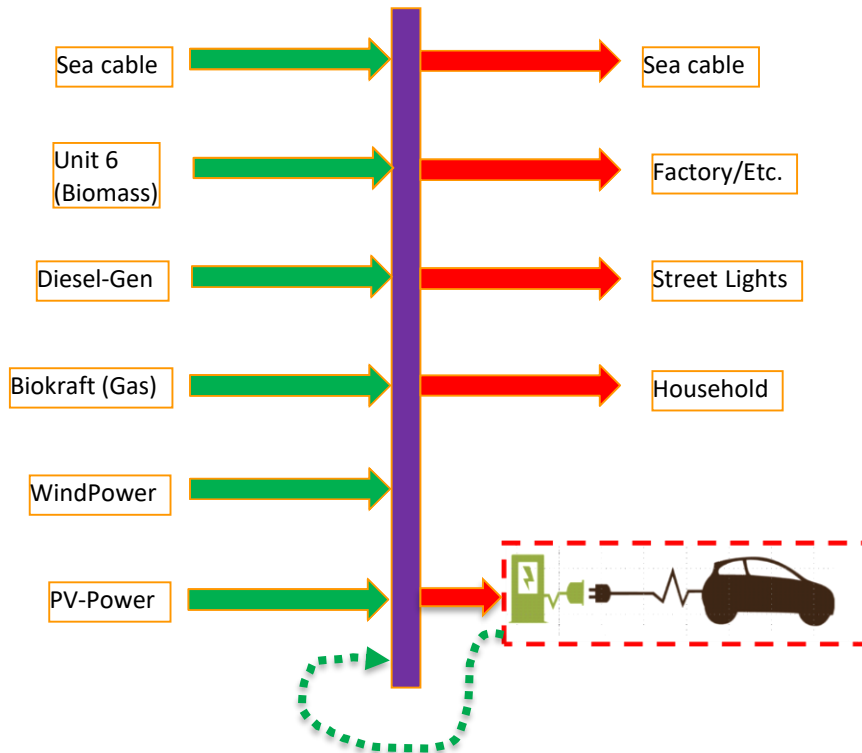 Sea cable
Sea cable
Unit 6
(Biomass)
Factory/Etc.
Diesel-Gen
Street Lights
Biokraft (Gas)
Household
WindPower
PV-Power